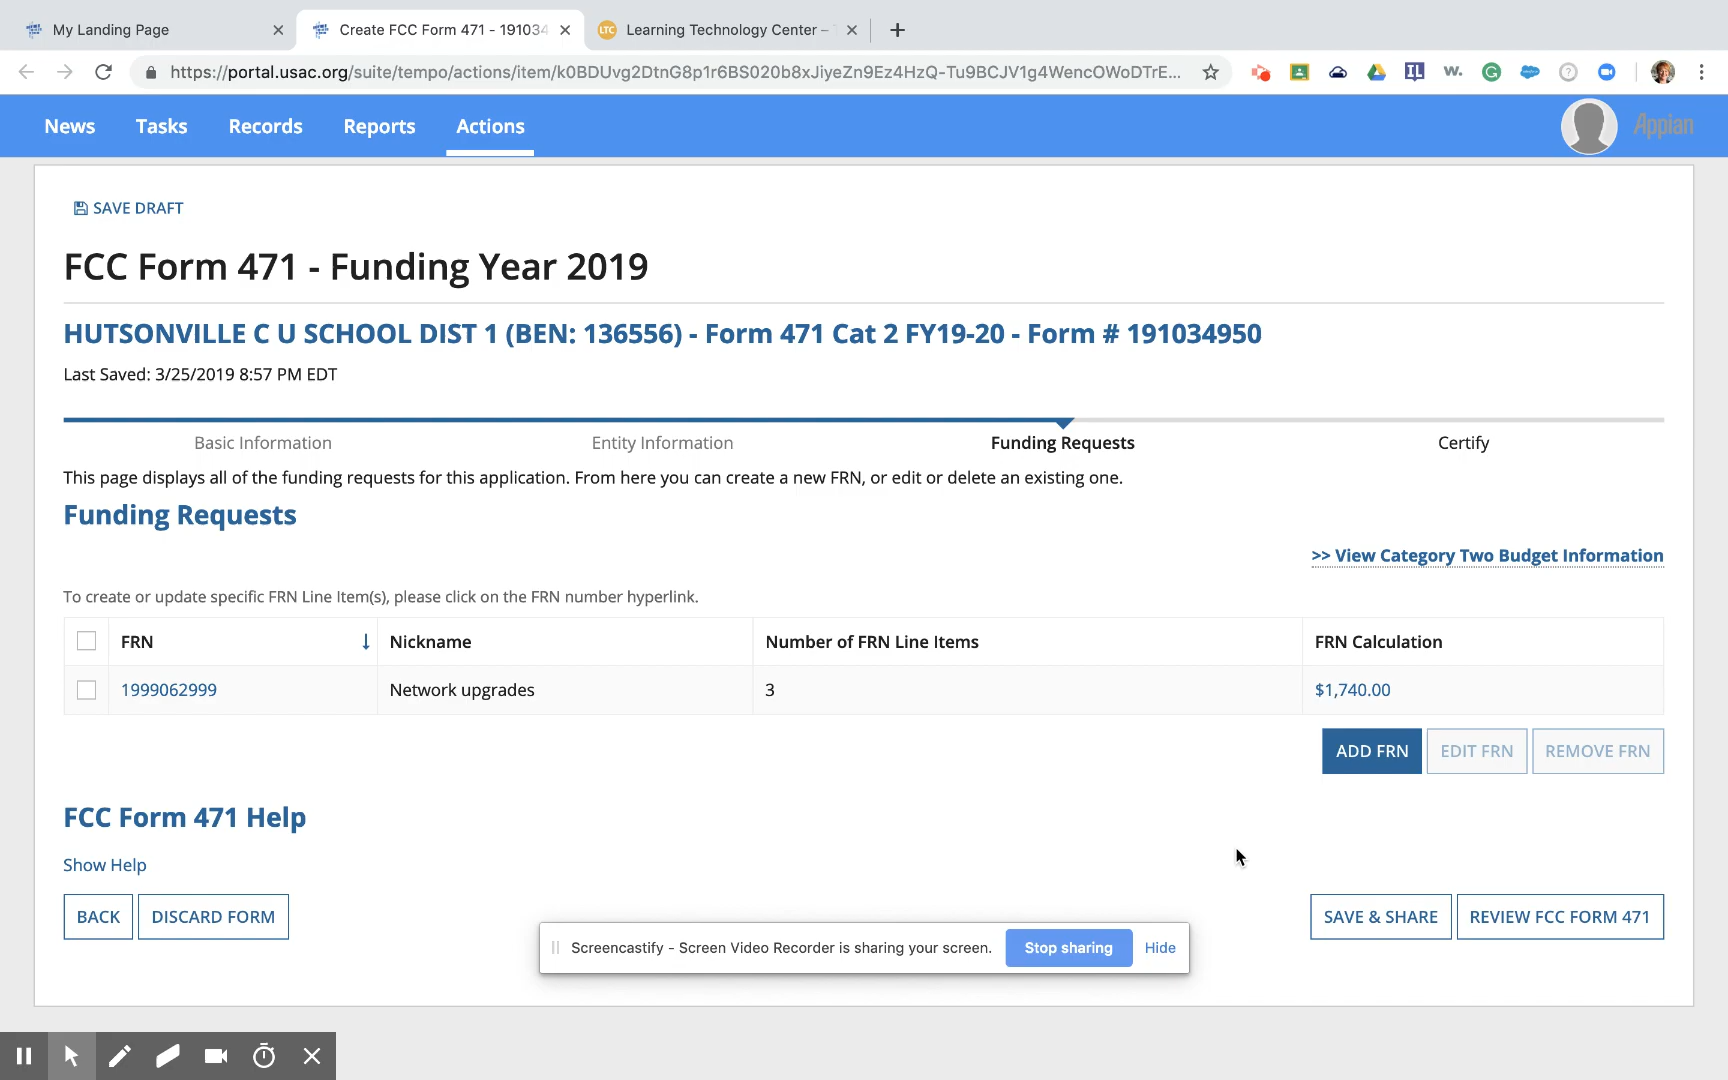 My Landing Page
Create FCC Form 471 - 19103
LTC Learning Technology Center –
https://portal.usac.org/suite/tempo/actions/item/k0BDUvg2DtnG8p1r6BS020b8xJiyeZn9Ez4HzQ-Tu9BCJV1g4WencOWoDTrE...
News Tasks Records Reports Actions
Appian
SAVE DRAFT
FCC Form 471 - Funding Year 2019
HUTSONVILLE C U SCHOOL DIST 1 (BEN: 136556) - Form 471 Cat 2 FY19-20 - Form # 191034950
Last Saved: 3/25/2019 8:57 PM EDT
Basic Information Entity Information Funding Requests Certify
This page displays all of the funding requests for this application. From here you can create a new FRN, or edit or delete an existing one.
Funding Requests
>> View Category Two Budget Information
To create or update specific FRN Line Item(s), please click on the FRN number hyperlink.
FRN Nickname Number of FRN Line Items FRN Calculation
1999062999 Network upgrades 3 $1,740.00
ADD FRN EDIT FRN REMOVE FRN
FCC Form 471 Help
Show Help
BACK DISCARD FORM SAVE & SHARE REVIEW FCC FORM 471
Screencastify - Screen Video Recorder is sharing your screen. Stop sharing Hide